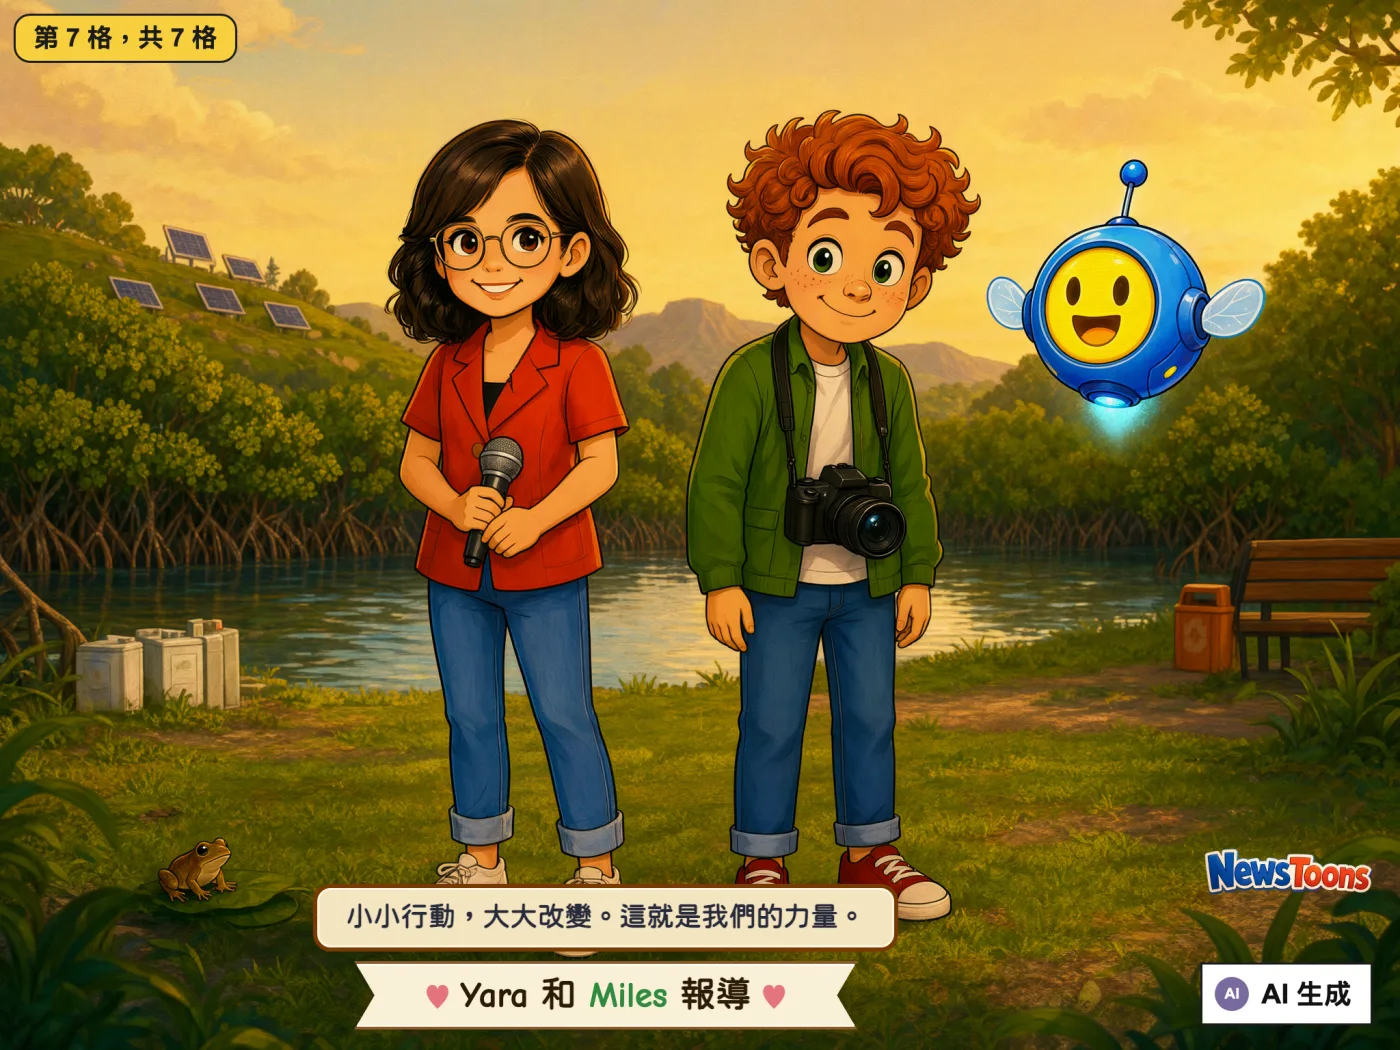 第 7 格，共 7 格
小小行動，大大改變。這就是我們的力量。
Yara 和 Miles 報導
NewsToons
AI AI 生成